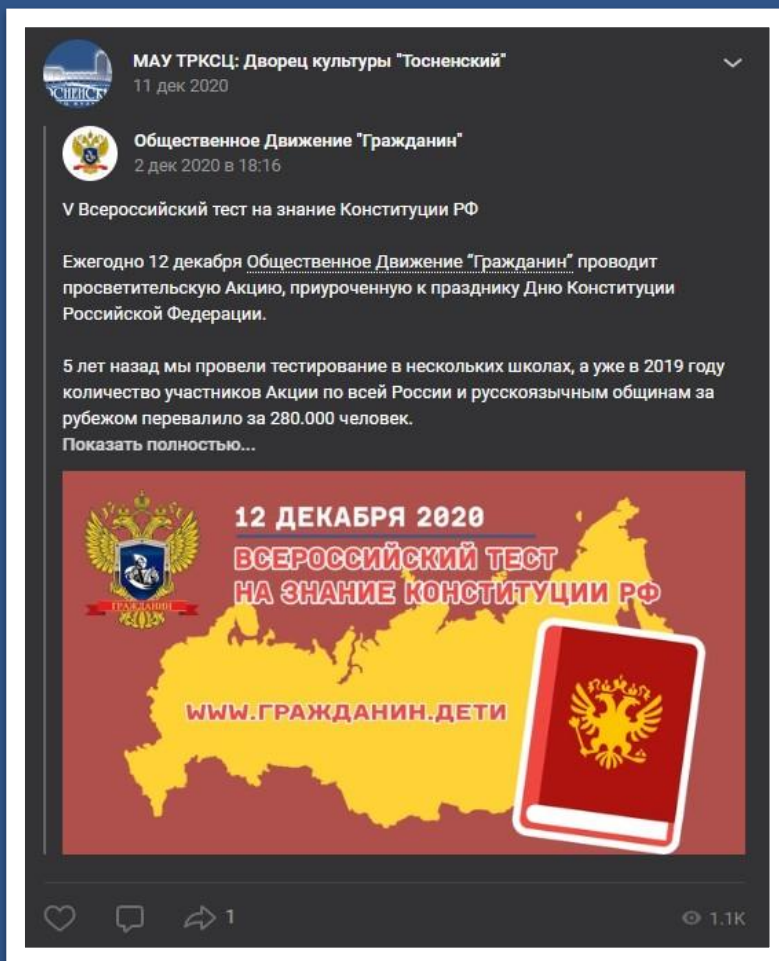 МАУ ТРКСЦ: Дворец культуры "Тосненский"
11 дек 2020
Общественное Движение "Гражданин"
2 дек 2020 в 18:16
V Всероссийский тест на знание Конституции РФ
Ежегодно 12 декабря Общественное Движение "Гражданин" проводит
просветительскую Акцию, приуроченную к празднику Дню Конституции
Российской Федерации.
5 лет назад мы провели тестирование в нескольких школах, а уже в 2019 году
количество участников Акции по всей России и русскоязычным общинам за
рубежом перевалило за 280.000 человек.
Показать полностью...
12 ДЕКАБРЯ 2020
ВСЕРОССИЙСКИЙ ТЕСТ
НА ЗНАНИЕ КОНСТИТУЦИИ РФ
ГРАЖДАНИН
WWW.ГРАЖДАНИН.ДЕТИ
1
1.1K